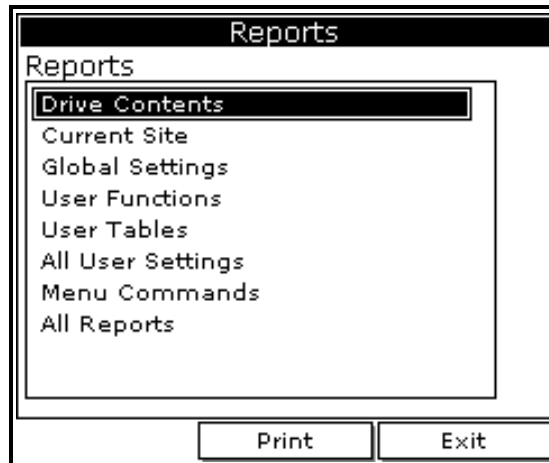 Reports
Reports
Drive Contents
Current Site
Global Settings
User Functions
User Tables
All User Settings
Menu Commands
All Reports
Print Exit